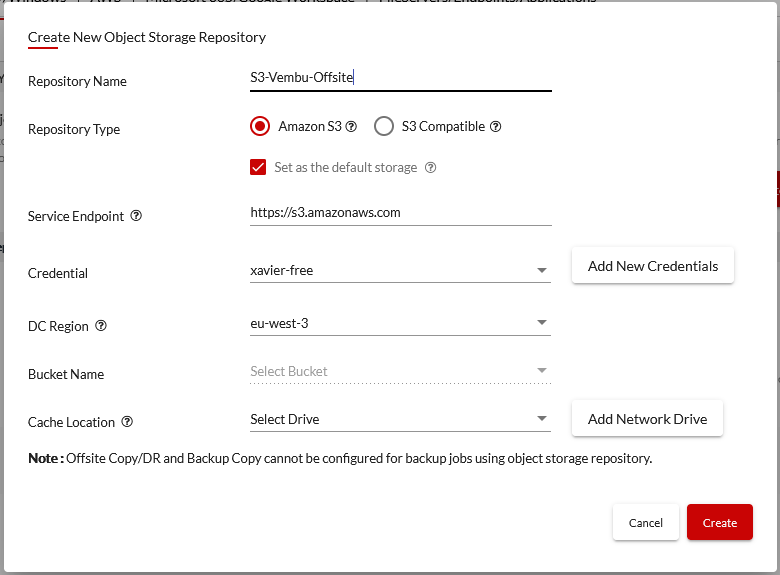 Create New Object Storage Repository
Repository Name S3-Vembu-Offsite
Repository Type Amazon S3 S3 Compatible
Set as the default storage
Service Endpoint https://s3.amazonaws.com
Credential xavier-free Add New Credentials
DC Region eu-west-3
Bucket Name Select Bucket
Cache Location Select Drive Add Network Drive
Note : Offsite Copy/DR and Backup Copy cannot be configured for backup jobs using object storage repository.
Cancel Create